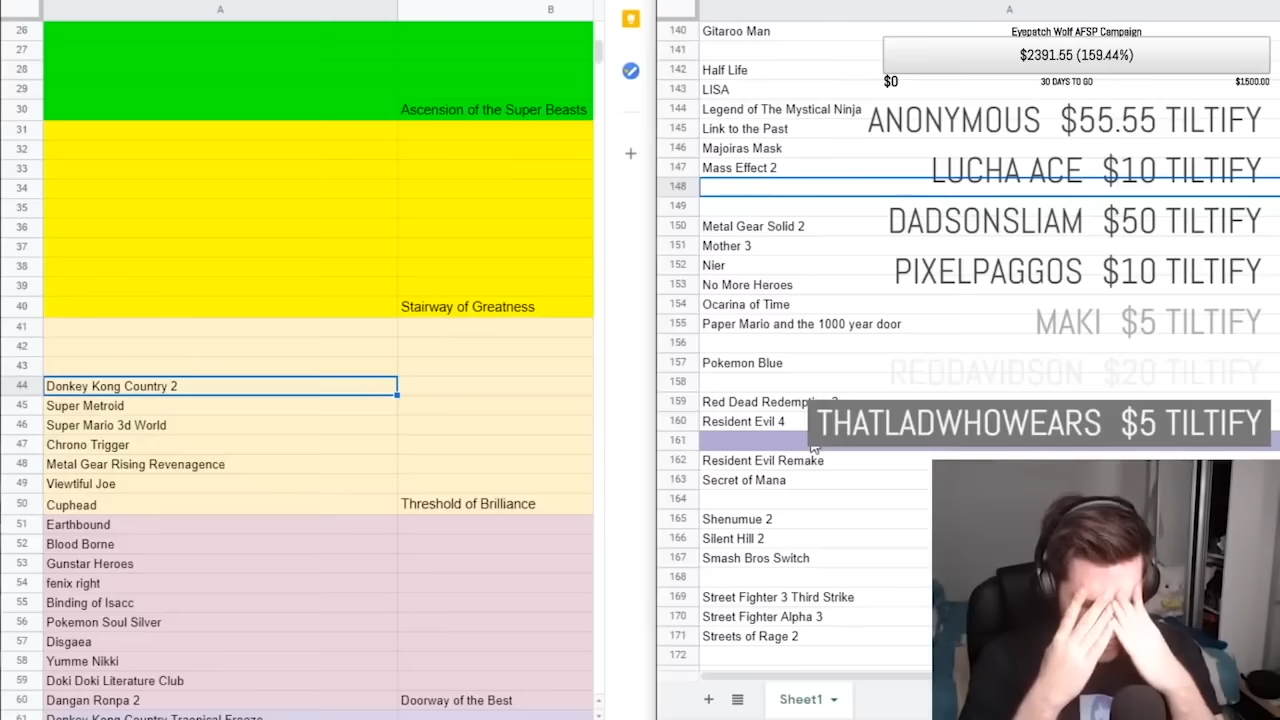 A
B
26
27
28
29
30 Ascension of the Super Beasts
31
32
33
34
35
36
37
38
39
40 Stairway of Greatness
41
42
43
44 Donkey Kong Country 2
45 Super Metroid
46 Super Mario 3d World
47 Chrono Trigger
48 Metal Gear Rising Revenagence
49 Viewtiful Joe
50 Cuphead Threshold of Brilliance
51 Earthbound
52 Blood Borne
53 Gunstar Heroes
54 fenix right
55 Binding of Isacc
56 Pokemon Soul Silver
57 Disgaea
58 Yumme Nikki
59 Doki Doki Literature Club
60 Dangan Ronpa 2 Doorway of the Best
61 Donkey Kong Country Traopical Freeze
A
140 Gitaroo Man
141
142 Half Life
143 LISA
144 Legend of The Mystical Ninja
145 Link to the Past
146 Majoiras Mask
147 Mass Effect 2
148
149
150 Metal Gear Solid 2
151 Mother 3
152 Nier
153 No More Heroes
154 Ocarina of Time
155 Paper Mario and the 1000 year door
156
157 Pokemon Blue
158
159 Red Dead
160 Resident Evil 4
161
162 Resident Evil Remake
163 Secret of Mana
164
165 Shenumue 2
166 Silent Hill 2
167 Smash Bros Switch
168
169 Street Fighter 3 Third Strike
170 Street Fighter Alpha 3
171 Streets of Rage 2
172
Sheet1
Eyepatch Wolf AFSP Campaign
$2391.55 (159.44%)
$0 30 DAYS TO GO $1500.00
ANONYMOUS $55.55 TILTIFY
LUCHA ACE $10 TILTIFY
DADSONSLIAM $50 TILTIFY
PIXELPAGGOS $10 TILTIFY
MAKI $5 TILTIFY
REODAVIDSON $20 TILTIFY
THATLADWHOWEARS $5 TILTIFY